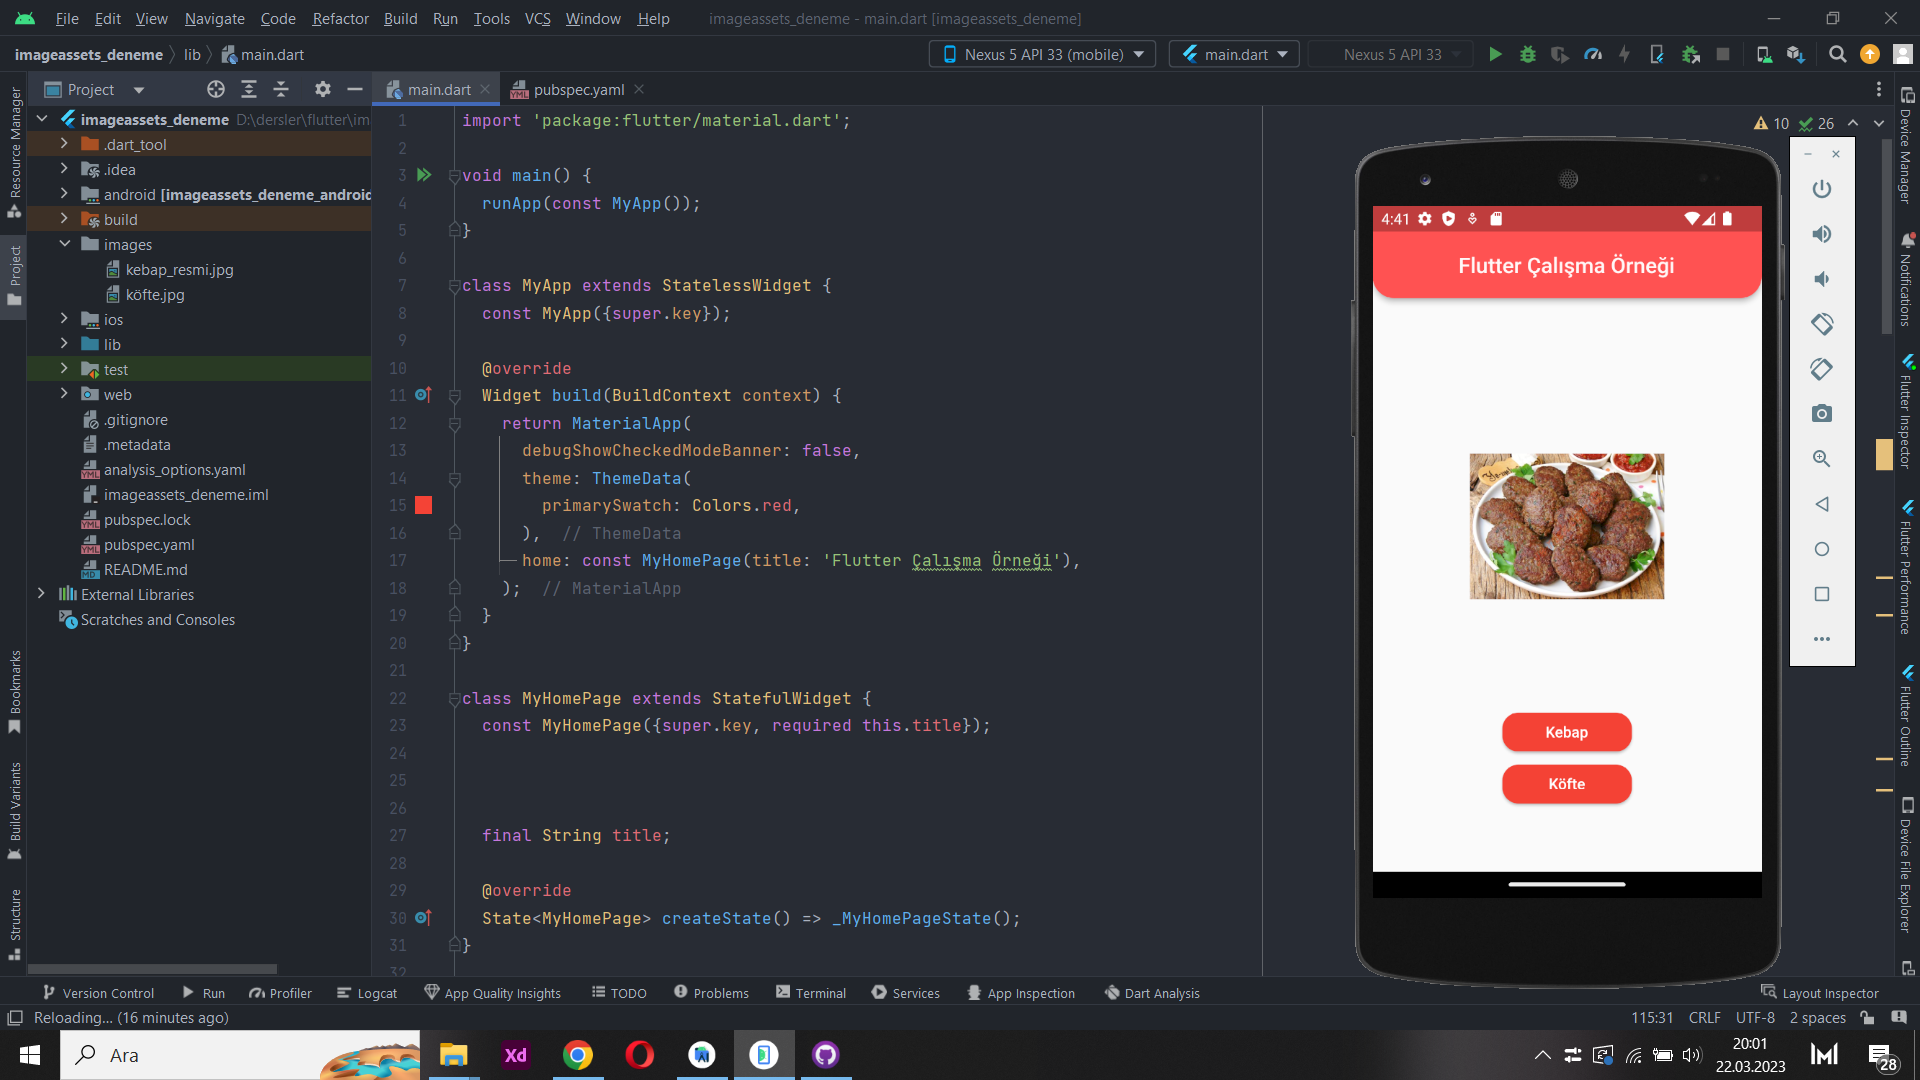 File Edit View Navigate Code Refactor Build Run Tools VCS Window Help imageassets_deneme - main.dart [imageassets_deneme]
imageassets_deneme lib main.dart Nexus 5 API 33 (mobile) main.dart Nexus 5 API 33
Project main.dart pubspec.yaml
Resource Manager
Project
Bookmarks
Build Variants
Structure
imageassets_deneme D:\dersler\flutter\im
.dart_tool
.idea
android [imageassets_deneme_android
build
images
kebap_resmi.jpg
köfte.jpg
ios
lib
test
web
.gitignore
.metadata
analysis_options.yaml
imageassets_deneme.iml
pubspec.lock
pubspec.yaml
README.md
External Libraries
Scratches and Consoles
1 import 'package:flutter/material.dart';
2
3 void main() {
4 runApp(const MyApp());
5 }
6
7 class MyApp extends StatelessWidget {
8 const MyApp({super.key});
9
10 @override
11 Widget build(BuildContext context) {
12 return MaterialApp(
13 debugShowCheckedModeBanner: false,
14 theme: ThemeData(
15 primarySwatch: Colors.red,
16 ), // ThemeData
17 home: const MyHomePage(title: 'Flutter Çalışma Örneği'),
18 ); // MaterialApp
19 }
20 }
21
22 class MyHomePage extends StatefulWidget {
23 const MyHomePage({super.key, required this.title});
24
25
26
27 final String title;
28
29 @override
30 State<MyHomePage> createState() => _MyHomePageState();
31 }
32
10 26
4:41
Flutter Çalışma Örneği
Kebap
Köfte
Device Manager
Notifications
Flutter Inspector
Flutter Performance
Flutter Outline
Device File Explorer
Version Control Run Profiler Logcat App Quality Insights TODO Problems Terminal Services App Inspection Dart Analysis Layout Inspector
Reloading... (16 minutes ago) 115:31 CRLF UTF-8 2 spaces
Ara
Xd
20:01
22.03.2023
28